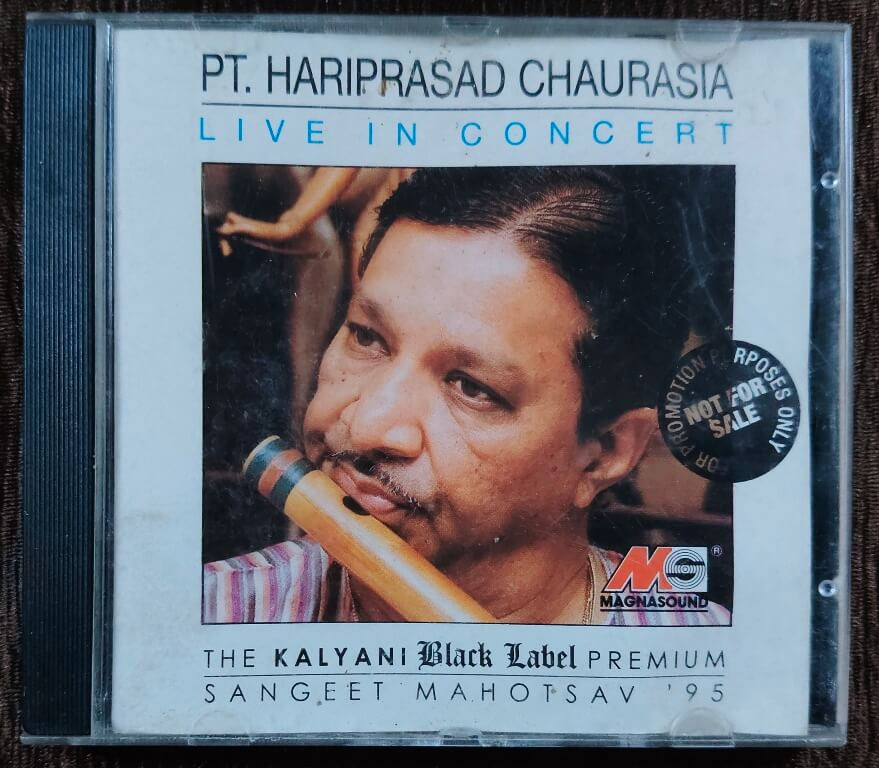 PT. HARIPRASAD CHAURASIA
LIVE IN CONCERT
FOR PROMOTION PURPOSES ONLY
NOT FOR
SALE
MG®
MAGNASOUND
THE KALYANI Black Label PREMIUM
SANGEET MAHOTSAV '95